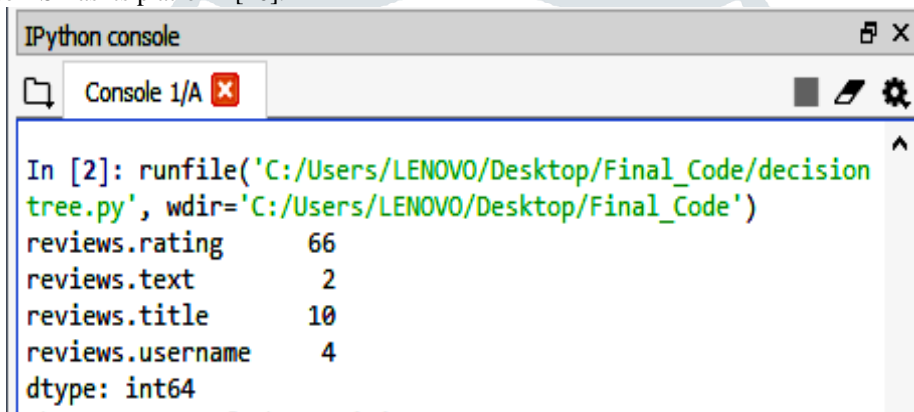 IPython console
Console 1/A
In [2]: runfile('C:/Users/LENOVO/Desktop/Final_Code/decision
tree.py', wdir='C:/Users/LENOVO/Desktop/Final_Code')
reviews.rating 66
reviews.text 2
reviews.title 10
reviews.username 4
dtype: int64